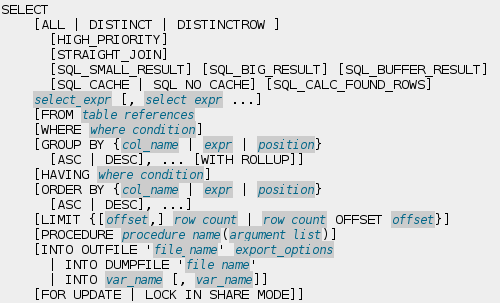 SELECT
[ALL | DISTINCT | DISTINCTROW ]
[HIGH_PRIORITY]
[STRAIGHT_JOIN]
[SQL_SMALL_RESULT] [SQL_BIG_RESULT] [SQL_BUFFER_RESULT]
[SQL_CACHE | SQL_NO_CACHE] [SQL_CALC_FOUND_ROWS]
select_expr [, select_expr ...]
[FROM table_references
[WHERE where_condition]
[GROUP BY {col_name | expr | position}
[ASC | DESC], ... [WITH ROLLUP]]
[HAVING where_condition]
[ORDER BY {col_name | expr | position}
[ASC | DESC], ...]
[LIMIT {[offset,] row_count | row_count OFFSET offset}]
[PROCEDURE procedure_name(argument_list)]
[INTO OUTFILE 'file_name' export_options
| INTO DUMPFILE 'file_name'
| INTO var_name [, var_name]]
[FOR UPDATE | LOCK IN SHARE MODE]]